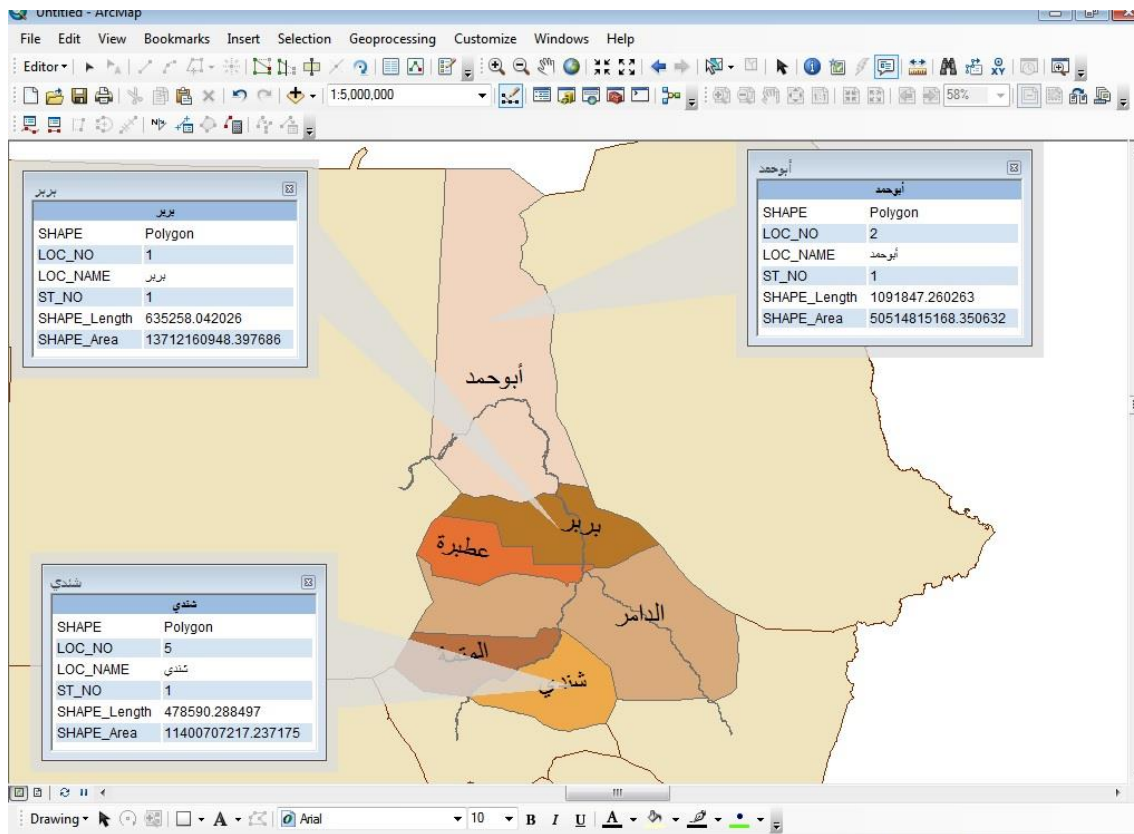 Untitled - ArcMap
File Edit View Bookmarks Insert Selection Geoprocessing Customize Windows Help
Editor
1:5,000,000
58%
بربر
بربر
SHAPE Polygon
LOC_NO 1
LOC_NAME بربر
ST_NO 1
SHAPE_Length 635258.042026
SHAPE_Area 13712160948.397686
أبوحمد
أبوحمد
SHAPE Polygon
LOC_NO 2
LOC_NAME أبوحمد
ST_NO 1
SHAPE_Length 1091847.260263
SHAPE_Area 50514815168.350632
أبوحمد
بربر
عطبرة
الدامر
شندي
شندي
شندي
SHAPE Polygon
LOC_NO 5
LOC_NAME شندي
ST_NO 1
SHAPE_Length 478590.288497
SHAPE_Area 11400707217.237175
Drawing A Arial 10 B I U A